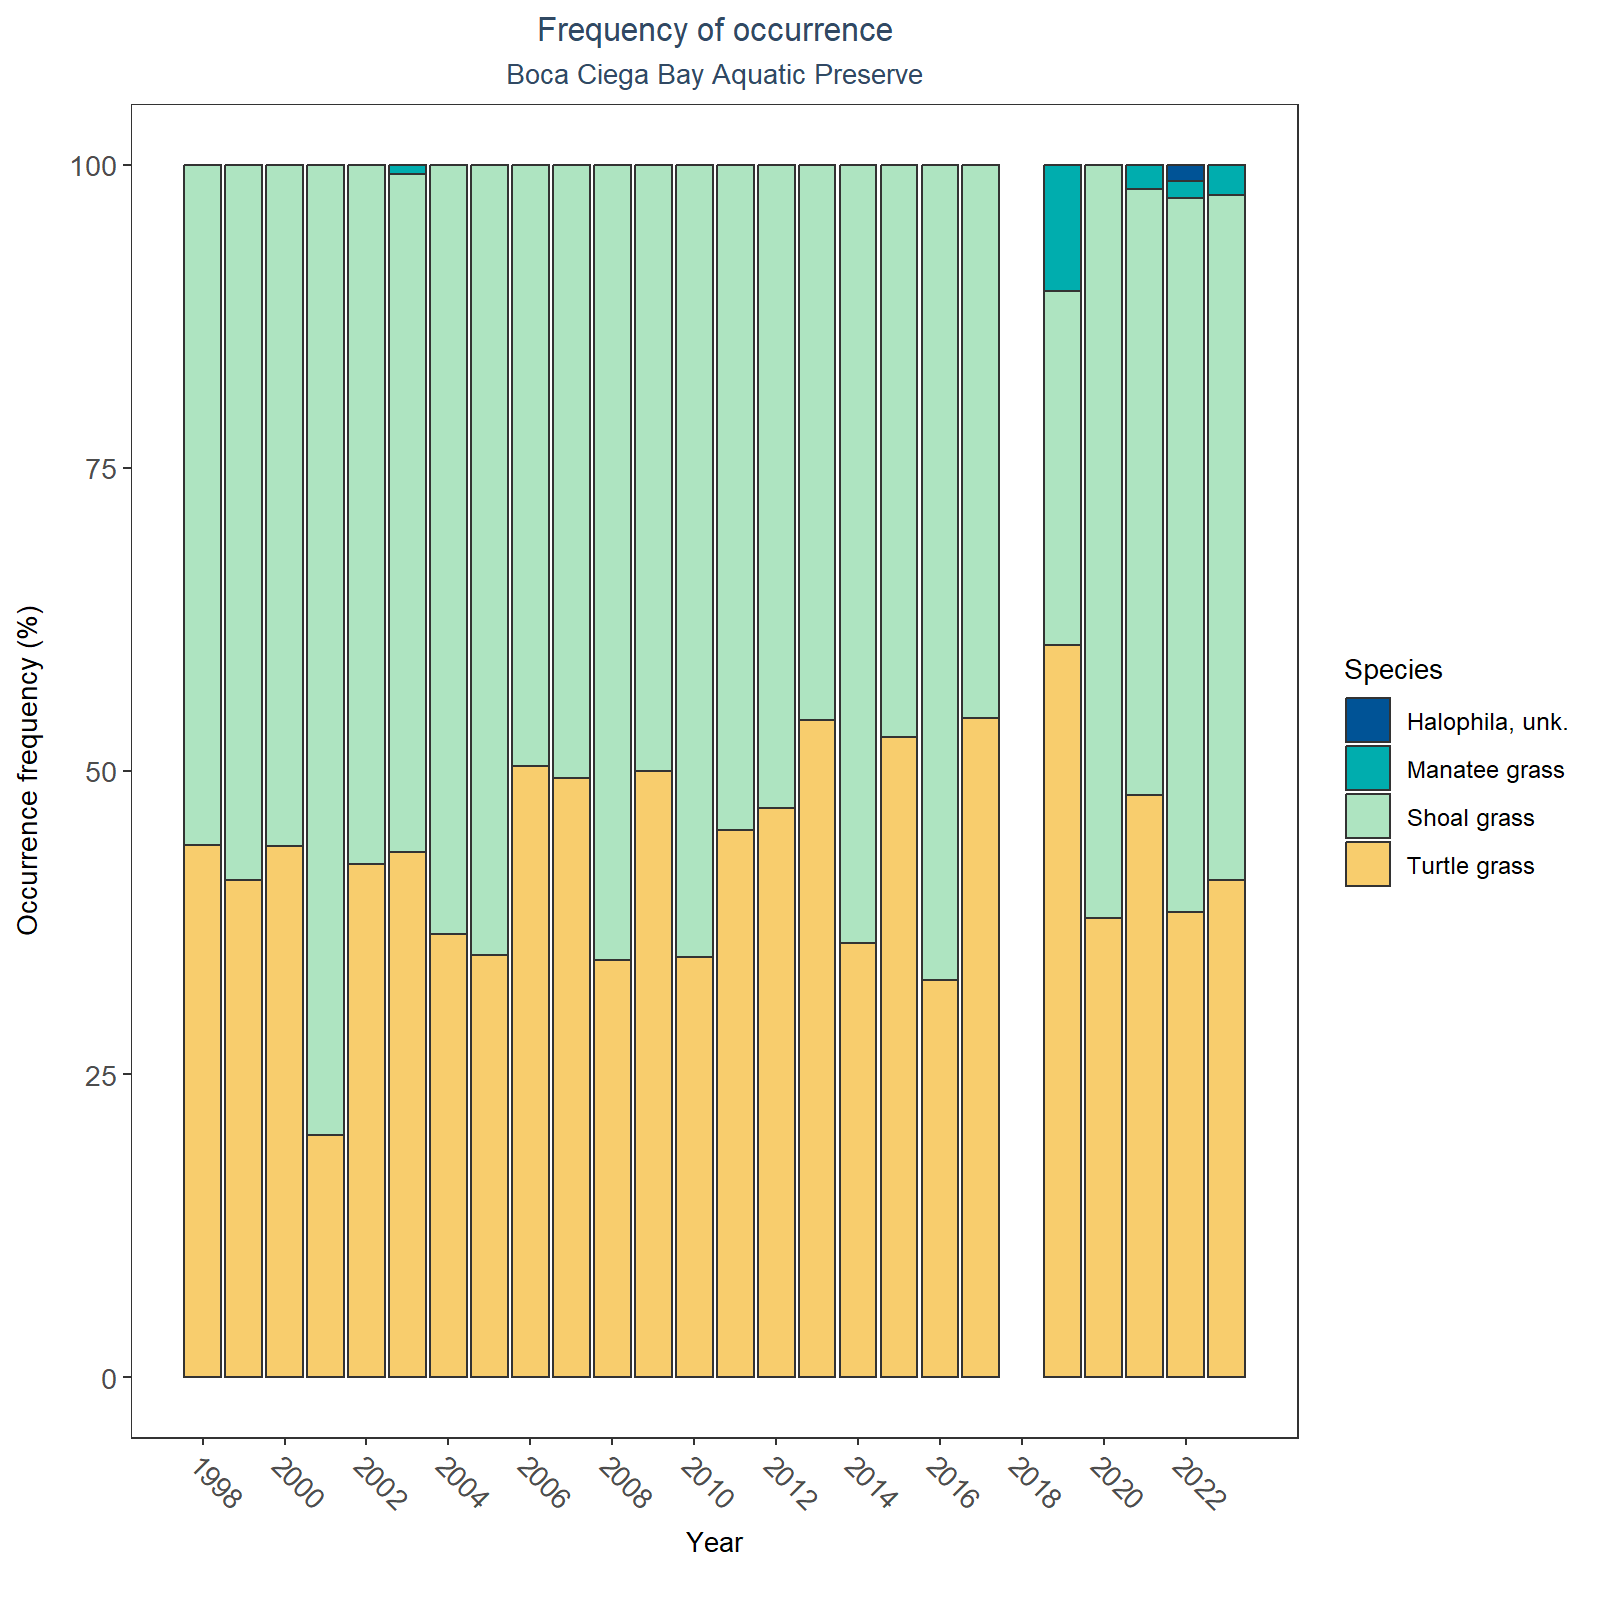 Frequency of occurrence
Boca Ciega Bay Aquatic Preserve
100
75
50
25
0
Occurrence frequency (%)
1998
2000
2002
2004
2006
2008
2010
2012
2014
2016
2018
2020
2022
Year
Species
Halophila, unk.
Manatee grass
Shoal grass
Turtle grass